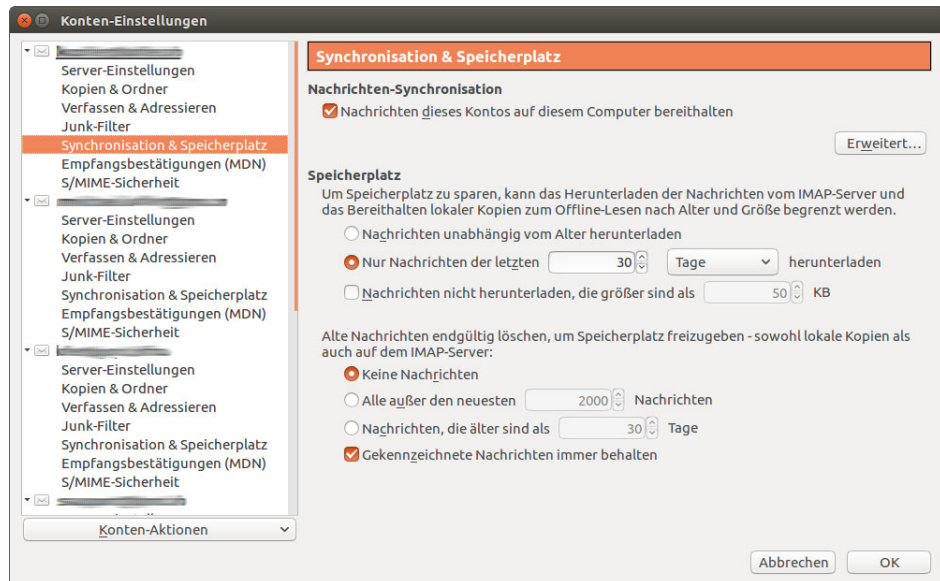 Konten-Einstellungen
Server-Einstellungen
Kopien & Ordner
Verfassen & Adressieren
Junk-Filter
Synchronisation & Speicherplatz
Empfangsbestätigungen (MDN)
S/MIME-Sicherheit
Server-Einstellungen
Kopien & Ordner
Verfassen & Adressieren
Junk-Filter
Synchronisation & Speicherplatz
Empfangsbestätigungen (MDN)
S/MIME-Sicherheit
Server-Einstellungen
Kopien & Ordner
Verfassen & Adressieren
Junk-Filter
Synchronisation & Speicherplatz
Empfangsbestätigungen (MDN)
S/MIME-Sicherheit
Konten-Aktionen
Synchronisation & Speicherplatz
Nachrichten-Synchronisation
Nachrichten dieses Kontos auf diesem Computer bereithalten
Erweitert...
Speicherplatz
Um Speicherplatz zu sparen, kann das Herunterladen der Nachrichten vom IMAP-Server und
das Bereithalten lokaler Kopien zum Offline-Lesen nach Alter und Größe begrenzt werden.
Nachrichten unabhängig vom Alter herunterladen
Nur Nachrichten der letzten 30 Tage herunterladen
Nachrichten nicht herunterladen, die größer sind als 50 KB
Alte Nachrichten endgültig löschen, um Speicherplatz freizugeben - sowohl lokale Kopien als
auch auf dem IMAP-Server:
Keine Nachrichten
Alle außer den neuesten 2000 Nachrichten
Nachrichten, die älter sind als 30 Tage
Gekennzeichnete Nachrichten immer behalten
Abbrechen
OK